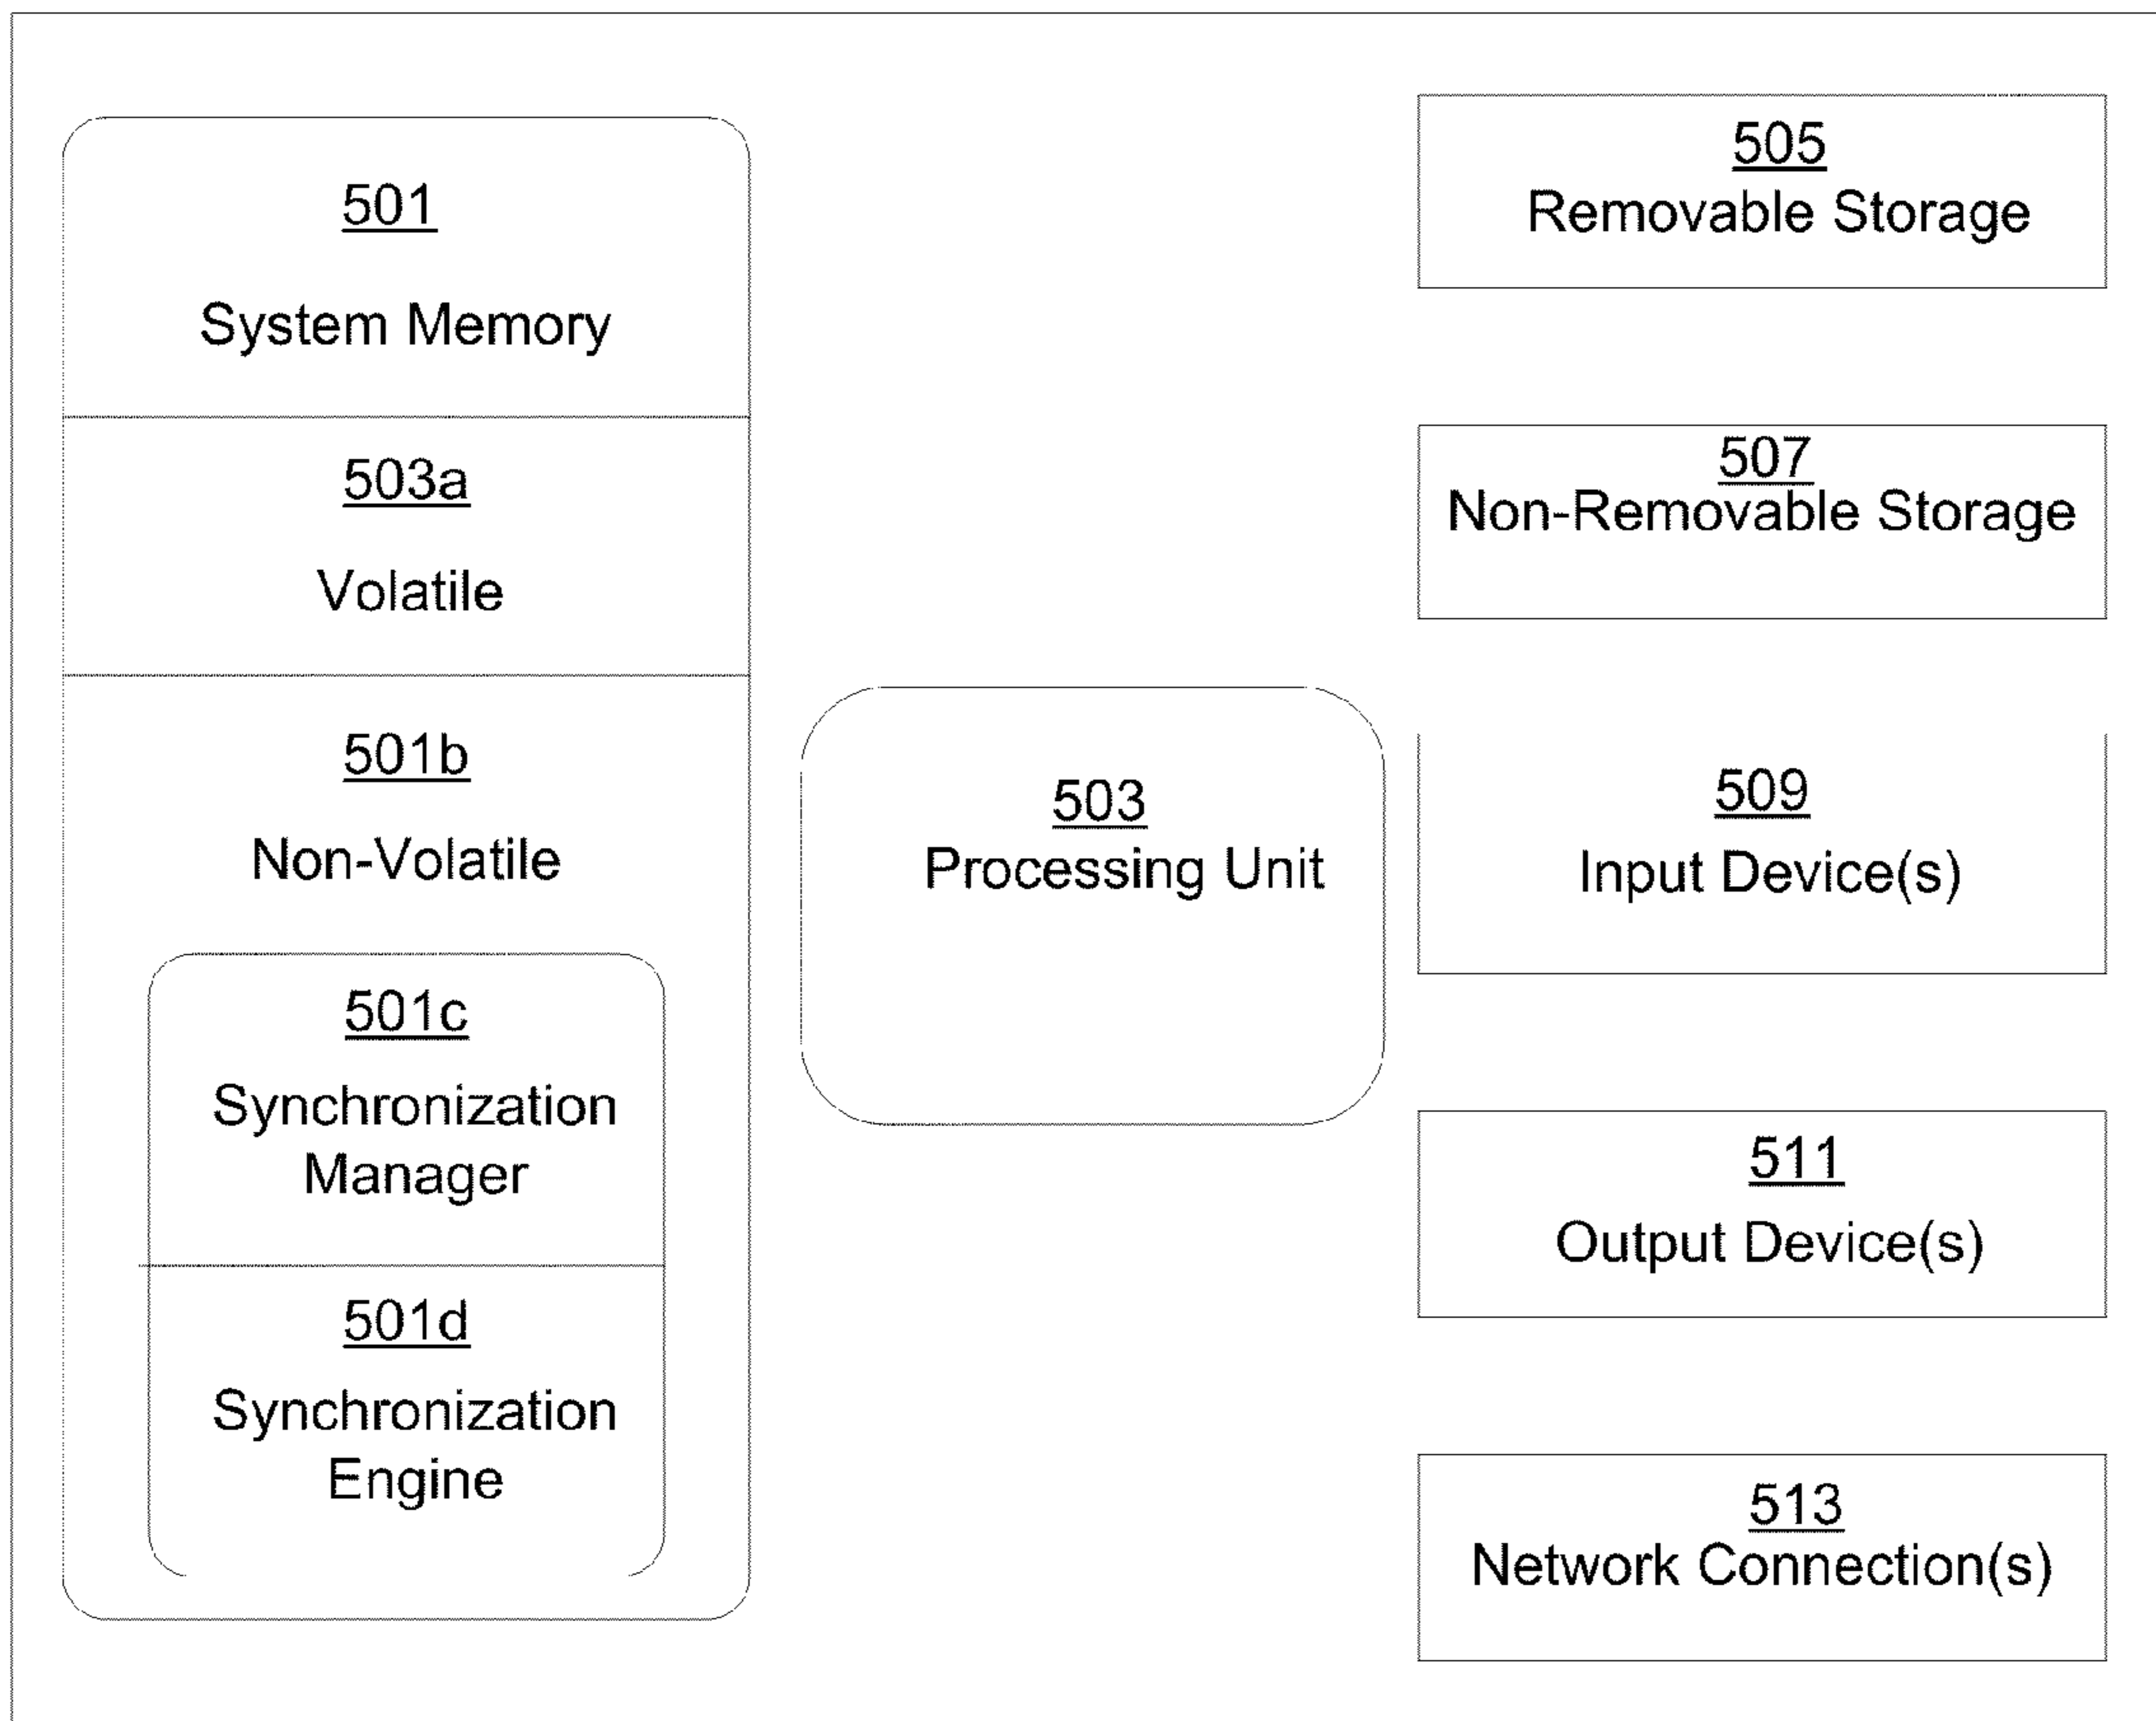 501
System Memory
503a
Volatile
501b
Non-Volatile
501c
Synchronization
Manager
501d
Synchronization
Engine
503
Processing Unit
505
Removable Storage
507
Non-Removable Storage
509
Input Device(s)
511
Output Device(s)
513
Network Connection(s)